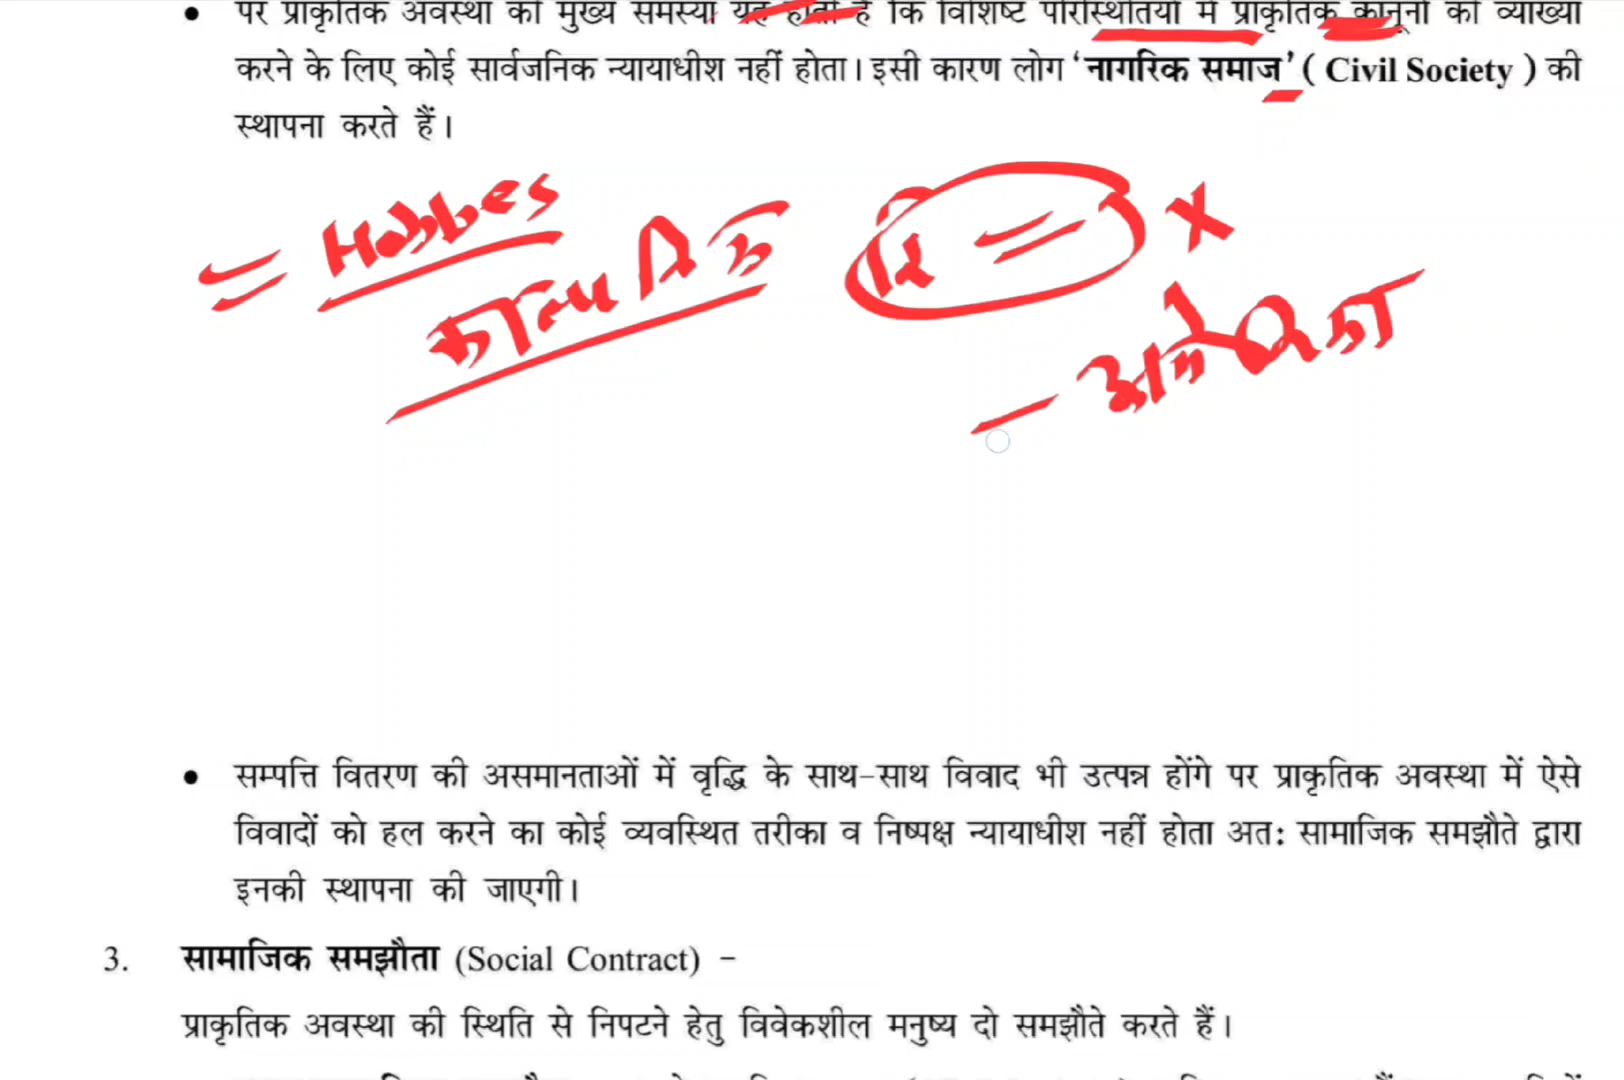 • पर प्राकृतिक अवस्था की मुख्य समस्या यह होती है कि विशिष्ट परिस्थितियों में प्राकृतिक कानूनों की व्याख्या
करने के लिए कोई सार्वजनिक न्यायाधीश नहीं होता। इसी कारण लोग ‘नागरिक समाज’ ( Civil Society ) की
स्थापना करते हैं।
= Hobbes
काल्पनिक
• सम्पत्ति वितरण की असमानताओं में वृद्धि के साथ-साथ विवाद भी उत्पन्न होंगे पर प्राकृतिक अवस्था में ऐसे
विवादों को हल करने का कोई व्यवस्थित तरीका व निष्पक्ष न्यायाधीश नहीं होता अतः सामाजिक समझौते द्वारा
इनकी स्थापना की जाएगी।
3. सामाजिक समझौता (Social Contract) –
प्राकृतिक अवस्था की स्थिति से निपटने हेतु विवेकशील मनुष्य दो समझौते करते हैं।